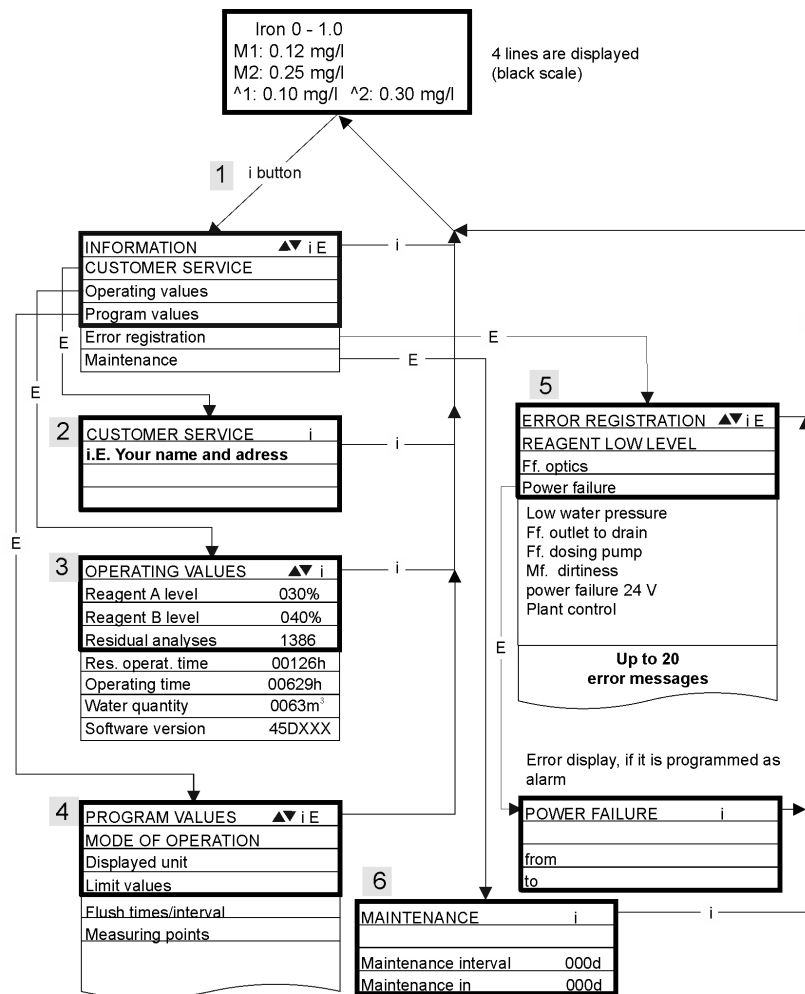 Iron 0 - 1.0
M1: 0.12 mg/l
M2: 0.25 mg/l
^1: 0.10 mg/l ^2: 0.30 mg/l
4 lines are displayed
(black scale)
1 i button
INFORMATION ▲▼ i E
CUSTOMER SERVICE
Operating values
Program values
Error registration
Maintenance
i
E
E
E
E
E
2
CUSTOMER SERVICE i
i.E. Your name and adress
i
3
OPERATING VALUES ▲▼ i
Reagent A level 030%
Reagent B level 040%
Residual analyses 1386
Res. operat. time 00126h
Operating time 00629h
Water quantity 0063m³
Software version 45DXXX
i
4
PROGRAM VALUES ▲▼ i E
MODE OF OPERATION
Displayed unit
Limit values
Flush times/interval
Measuring points
5
ERROR REGISTRATION ▲▼ i E
REAGENT LOW LEVEL
Ff. optics
Power failure
Low water pressure
Ff. outlet to drain
Ff. dosing pump
Mf. dirtiness
power failure 24 V
Plant control
Up to 20
error messages
E
Error display, if it is programmed as
alarm
POWER FAILURE i
from
to
6
MAINTENANCE i
Maintenance interval 000d
Maintenance in 000d
i